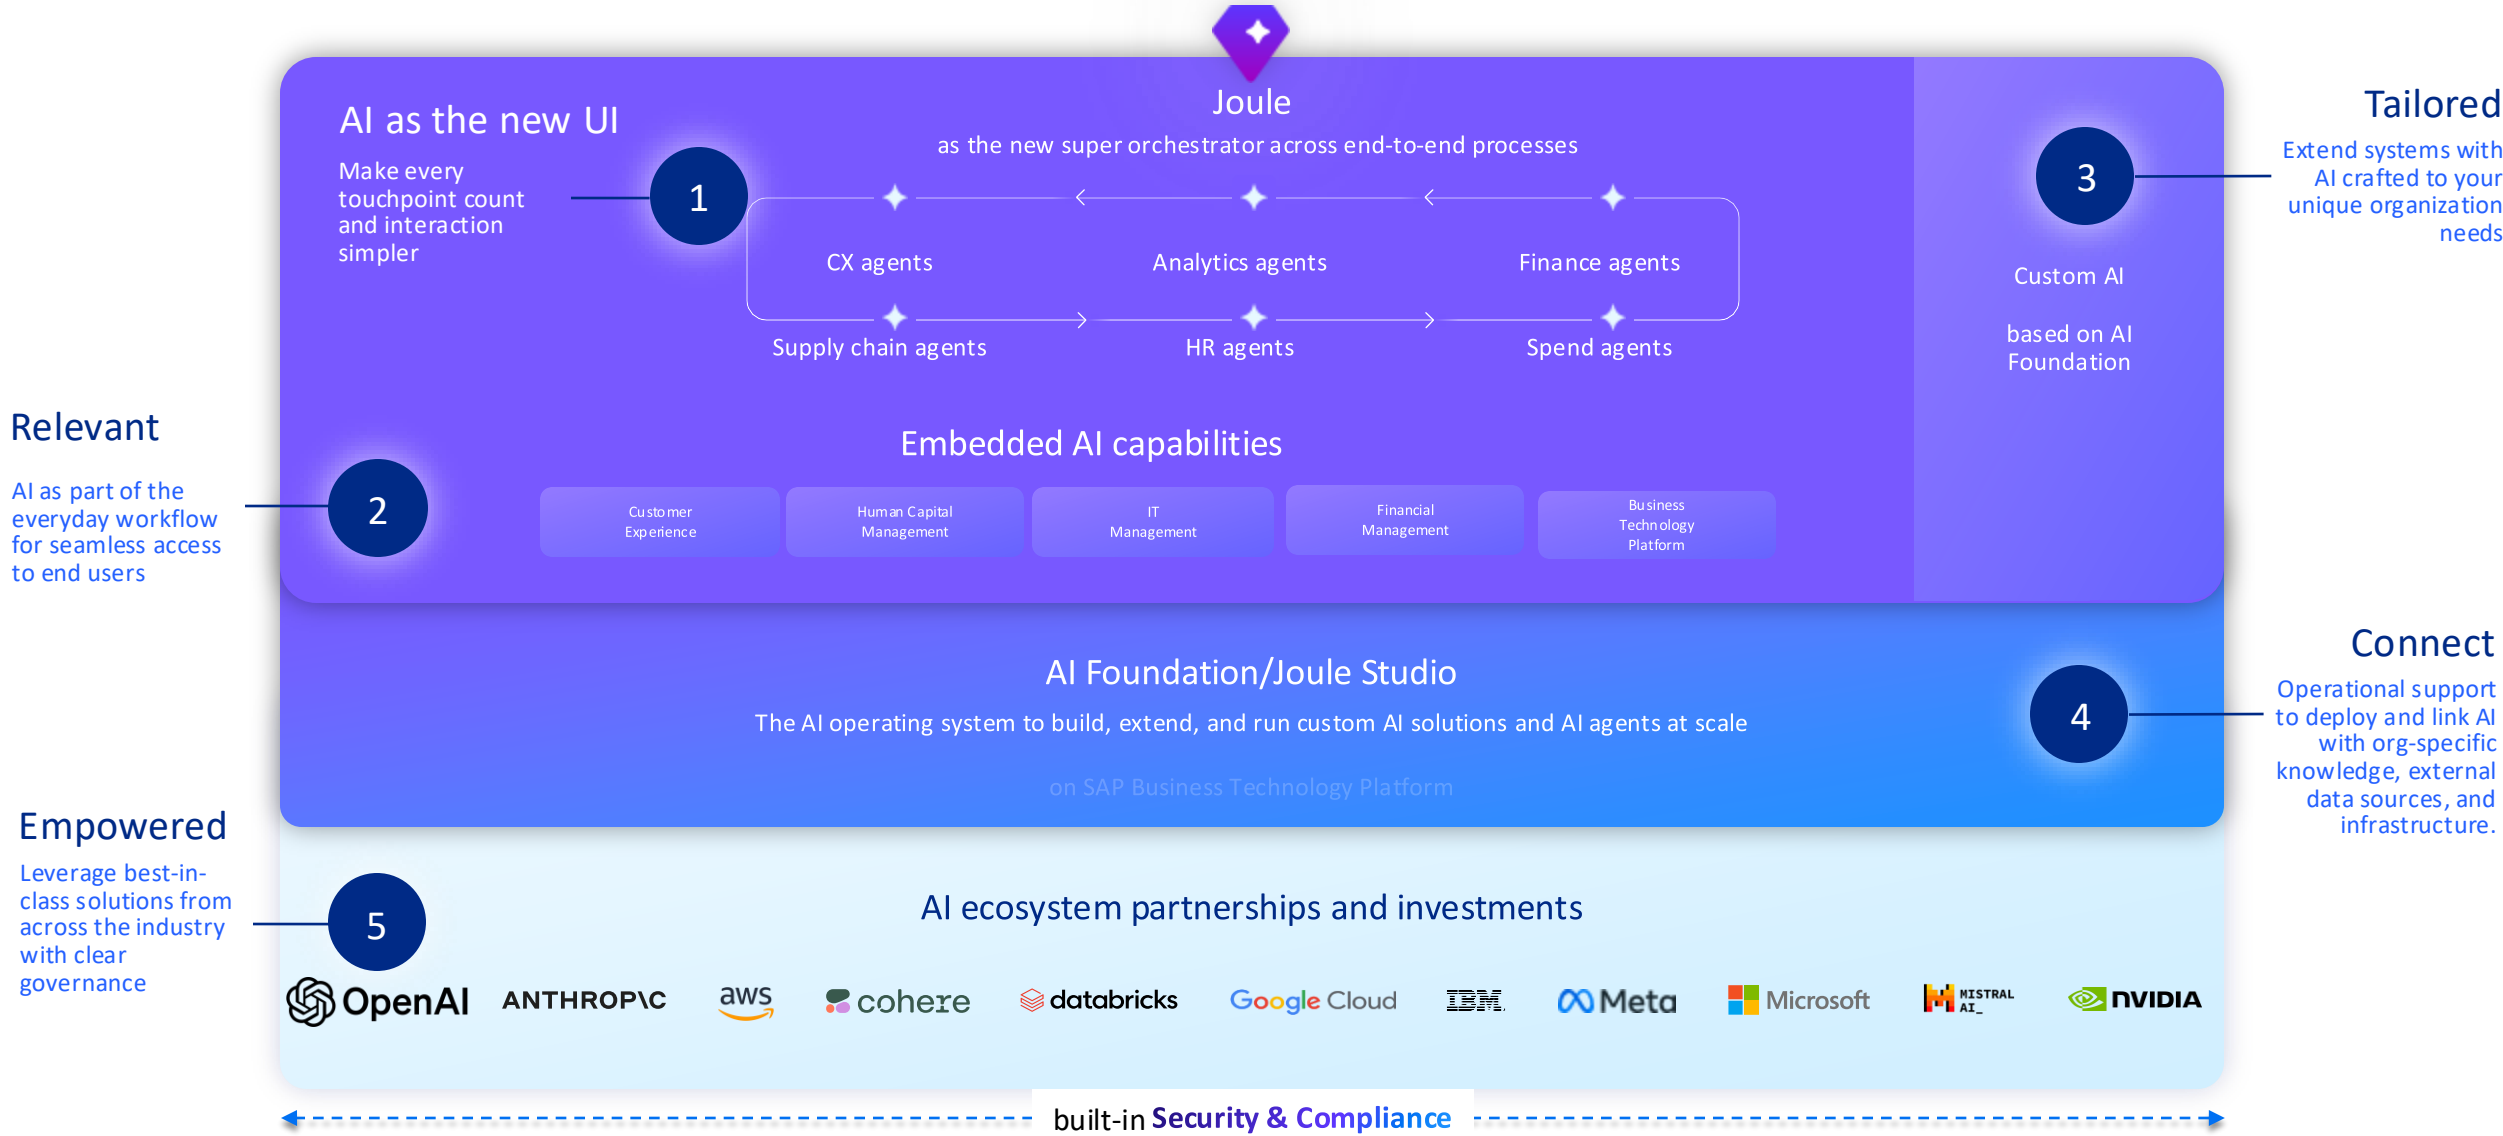 AI as the new UI
Make every
touchpoint count
and interaction
simpler
1
Joule
as the new super orchestrator across end-to-end processes
CX agents
Analytics agents
Finance agents
Supply chain agents
HR agents
Spend agents
3
Custom AI
based on AI
Foundation
Tailored
Extend systems with
AI crafted to your
unique organization
needs
Relevant
AI as part of the
everyday workflow
for seamless access
to end users
2
Embedded AI capabilities
Customer
Experience
Human Capital
Management
IT
Management
Financial
Management
Business
Technology
Platform
AI Foundation/Joule Studio
The AI operating system to build, extend, and run custom AI solutions and AI agents at scale
on SAP Business Technology Platform
4
Connect
Operational support
to deploy and link AI
with org-specific
knowledge, external
data sources, and
infrastructure.
Empowered
Leverage best-in-
class solutions from
across the industry
with clear
governance
5
AI ecosystem partnerships and investments
OpenAI
ANTHROP\C
aws
cohere
databricks
Google Cloud
IBM
Meta
Microsoft
MISTRAL
AI_
NVIDIA
built-in Security & Compliance